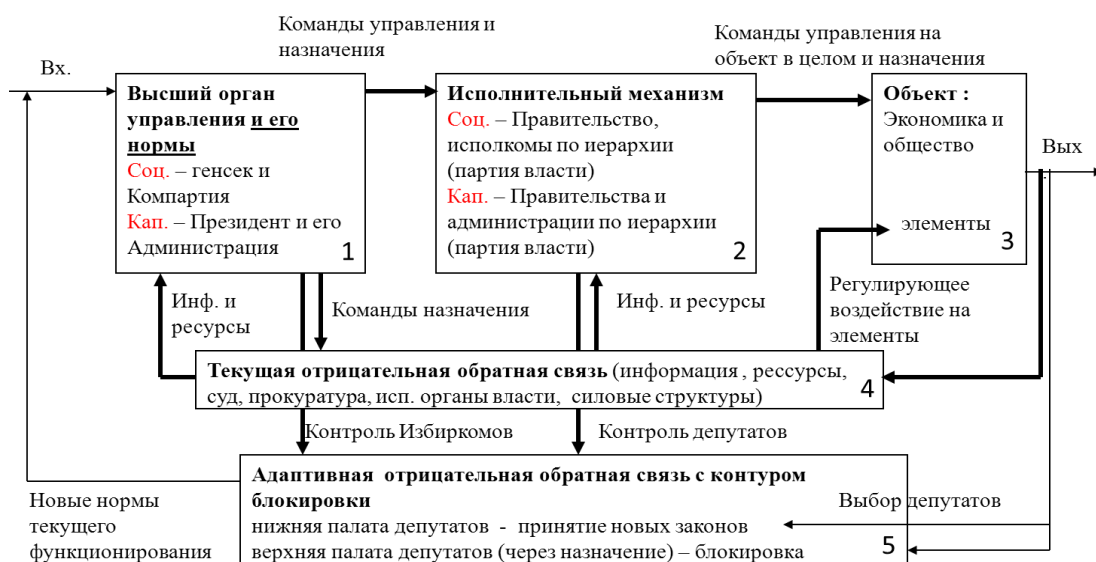 Команды управления и
назначения
Команды управления на
объект в целом и назначения
Вх.
Высший орган
управления и его
нормы
Соц. – генсек и
Компартия
Кап. – Президент и его
Администрация
1
Исполнительный механизм
Соц. – Правительство,
исполкомы по иерархии
(партия власти)
Кап. – Правительства и
администрации по иерархии
(партия власти)
2
Объект :
Экономика и
общество
элементы
3
Вых
.
Инф. и
ресурсы
Команды назначения
Инф. и ресурсы
Регулирующее
воздействие на
элементы
Текущая отрицательная обратная связь (информация , рессурсы,
суд, прокуратура, исп. органы власти, силовые структуры)
4
Контроль Избиркомов
Контроль депутатов
Адаптивная отрицательная обратная связь с контуром
блокировки
нижняя палата депутатов - принятие новых законов
верхняя палата депутатов (через назначение) – блокировка
5
Выбор депутатов
Новые нормы
текущего
функционирования